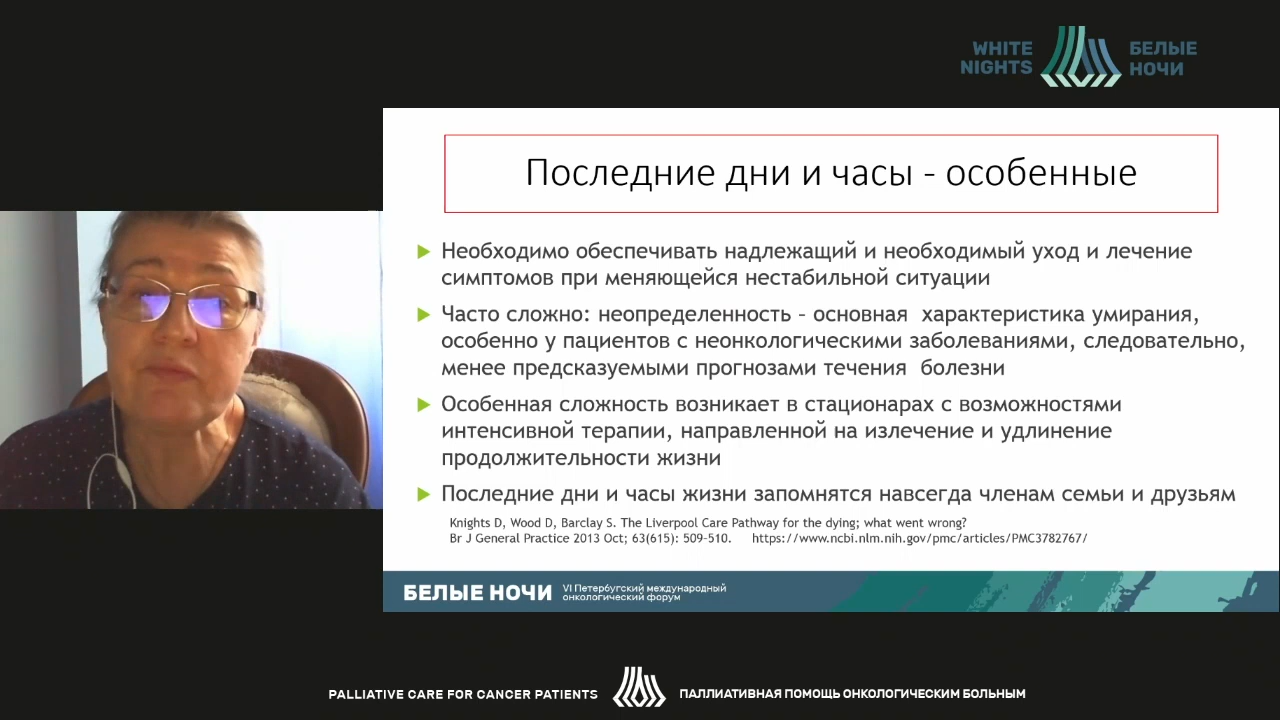 WHITE
NIGHTS
БЕЛЫЕ
НОЧИ
Последние дни и часы - особенные
Необходимо обеспечивать надлежащий и необходимый уход и лечение
симптомов при меняющейся нестабильной ситуации
Часто сложно: неопределенность – основная характеристика умирания,
особенно у пациентов с неонкологическими заболеваниями, следовательно,
менее предсказуемыми прогнозами течения болезни
Особенная сложность возникает в стационарах с возможностями
интенсивной терапии, направленной на излечение и удлинение
продолжительности жизни
Последние дни и часы жизни запомнятся навсегда членам семьи и друзьям
Knights D, Wood D, Barclay S. The Liverpool Care Pathway for the dying; what went wrong?
Br J General Practice 2013 Oct; 63(615): 509-510. https://www.ncbi.nlm.nih.gov/pmc/articles/PMC3782767/
БЕЛЫЕ НОЧИ
VI Петербугский международный
онкологический форум
PALLIATIVE CARE FOR CANCER PATIENTS
ПАЛЛИАТИВНАЯ ПОМОЩЬ ОНКОЛОГИЧЕСКИМ БОЛЬНЫМ